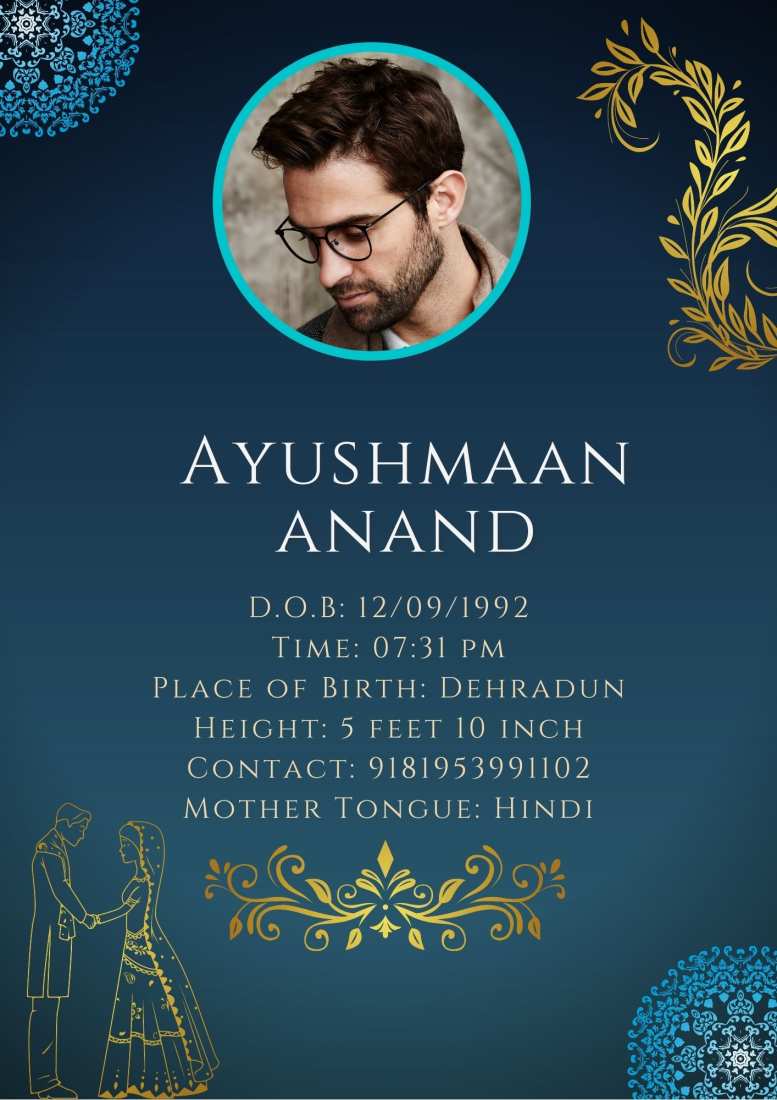 Ayushmaan
Anand
D.O.B: 12/09/1992
Time: 07:31 pm
Place of Birth: Dehradun
Height: 5 feet 10 inch
Contact: 9181953991102
Mother Tongue: Hindi